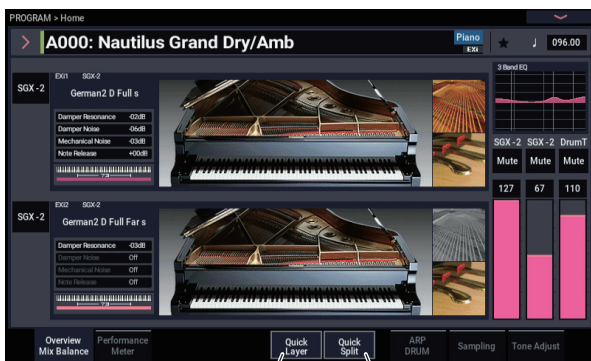 PROGRAM > Home
A000: Nautilus Grand Dry/Amb
Piano
EXi
♩ 096.00
3 Band EQ
EXI1 SGX-2
SGX-2
German2 D Full s
Damper Resonance -02dB
Damper Noise -06dB
Mechanical Noise -03dB
Note Release +00dB
73
SGX-2 SGX-2 DrumT
Mute Mute Mute
127 67 110
EXI2 SGX-2
SGX-2
German2 D Full Far s
Damper Resonance -03dB
Damper Noise Off
Mechanical Noise Off
Note Release Off
73
Overview
Mix Balance
Performance
Meter
Quick
Layer
Quick
Split
ARP
DRUM
Sampling
Tone Adjust